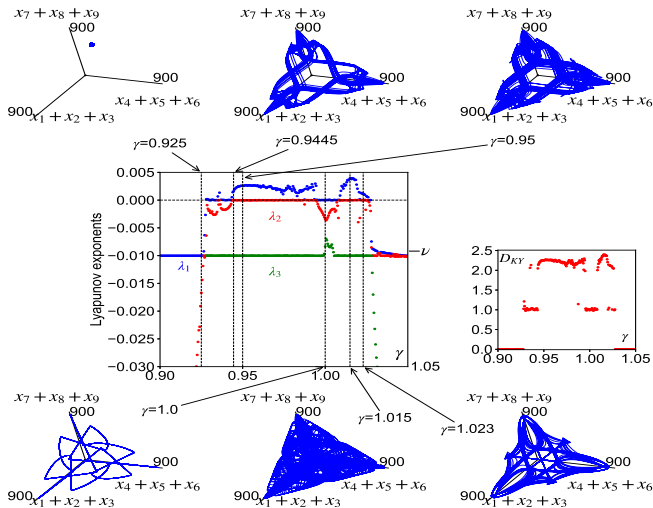 x7 + x8 + x9
900
900
x4 + x5 + x6
900
x1 + x2 + x3
x7 + x8 + x9
900
900
x4 + x5 + x6
900
x1 + x2 + x3
x7 + x8 + x9
900
900
x4 + x5 + x6
900
x1 + x2 + x3
γ=0.925
γ=0.9445
γ=0.95
Lyapunov exponents
0.005
0.000
−0.005
−0.010
−0.015
−0.020
−0.025
−0.030
λ1
λ2
λ3
−ν
γ
0.90
0.95
1.00
1.05
DKY
2.5
2.0
1.5
1.0
0.5
0.0
γ
0.90
0.95
1.00
1.05
γ=1.0
γ=1.015
γ=1.023
x7 + x8 + x9
900
900
x4 + x5 + x6
900
x1 + x2 + x3
x7 + x8 + x9
900
900
x4 + x5 + x6
900
x1 + x2 + x3
x7 + x8 + x9
900
900
x4 + x5 + x6
900
x1 + x2 + x3